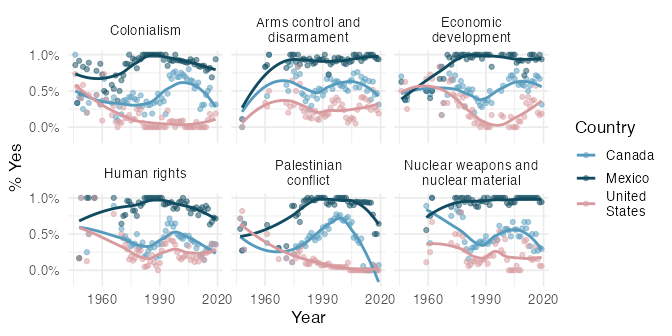 Colonialism
Arms control and
disarmament
Economic
development
1.0%
0.5%
0.0%
Human rights
Palestinian
conflict
Nuclear weapons and
nuclear material
1.0%
0.5%
0.0%
1960 1990 2020
1960 1990 2020
1960 1990 2020
Year
% Yes
Country
Canada
Mexico
United
States